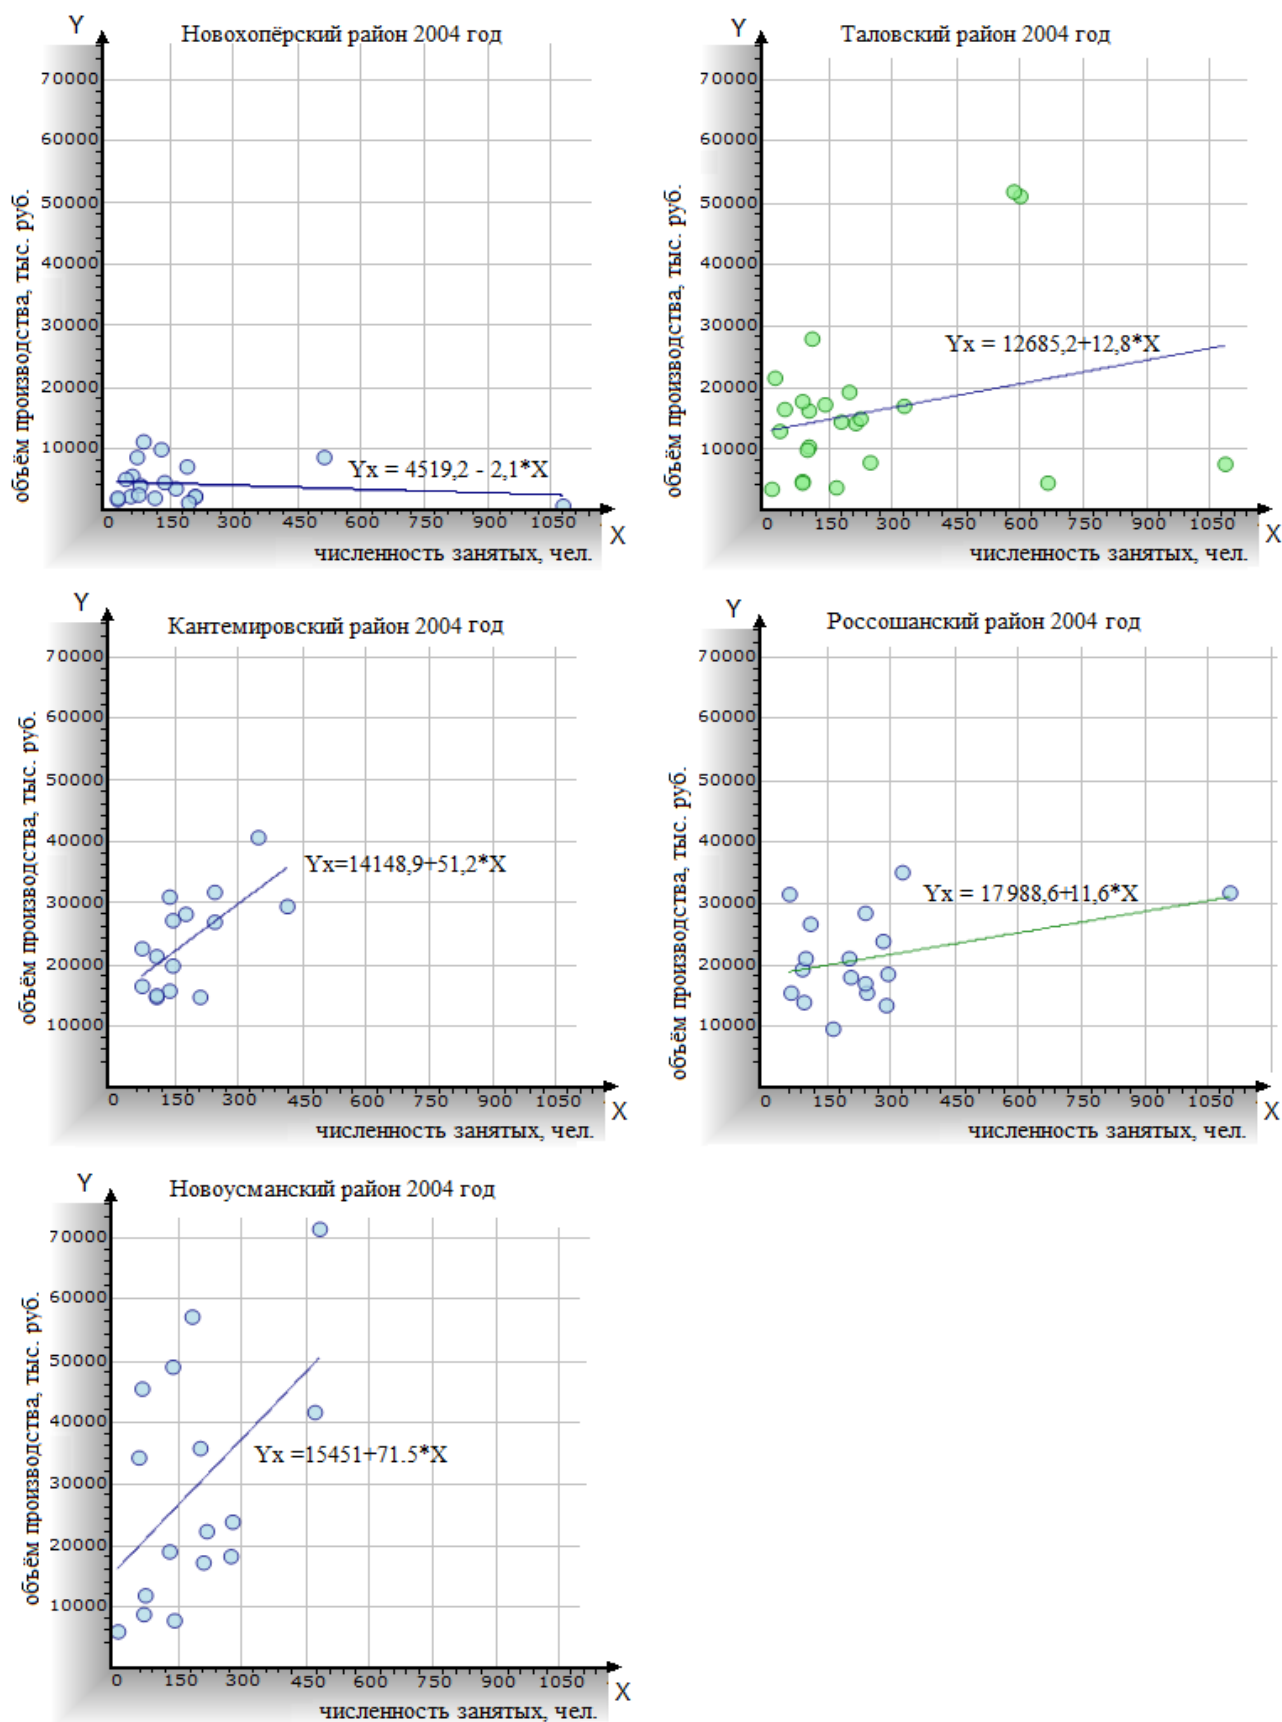 Y
Новохопёрский район 2004 год
70000
60000
50000
40000
30000
20000
10000
объём производства, тыс. руб.
Yx = 4519,2 - 2,1*X
0 150 300 450 600 750 900 1050
X
численность занятых, чел.
Y
Таловский район 2004 год
70000
60000
50000
40000
30000
20000
10000
объём производства, тыс. руб.
Yx = 12685,2+12,8*X
0 150 300 450 600 750 900 1050
X
численность занятых, чел.
Y
Кантемировский район 2004 год
70000
60000
50000
40000
30000
20000
10000
объём производства, тыс. руб.
Yx=14148,9+51,2*X
0 150 300 450 600 750 900 1050
X
численность занятых, чел.
Y
Россошанский район 2004 год
70000
60000
50000
40000
30000
20000
10000
объём производства, тыс. руб.
Yx = 17988,6+11,6*X
0 150 300 450 600 750 900 1050
X
численность занятых, чел.
Y
Новоусманский район 2004 год
70000
60000
50000
40000
30000
20000
10000
объём производства, тыс. руб.
Yx =15451+71.5*X
0 150 300 450 600 750 900 1050
X
численность занятых, чел.